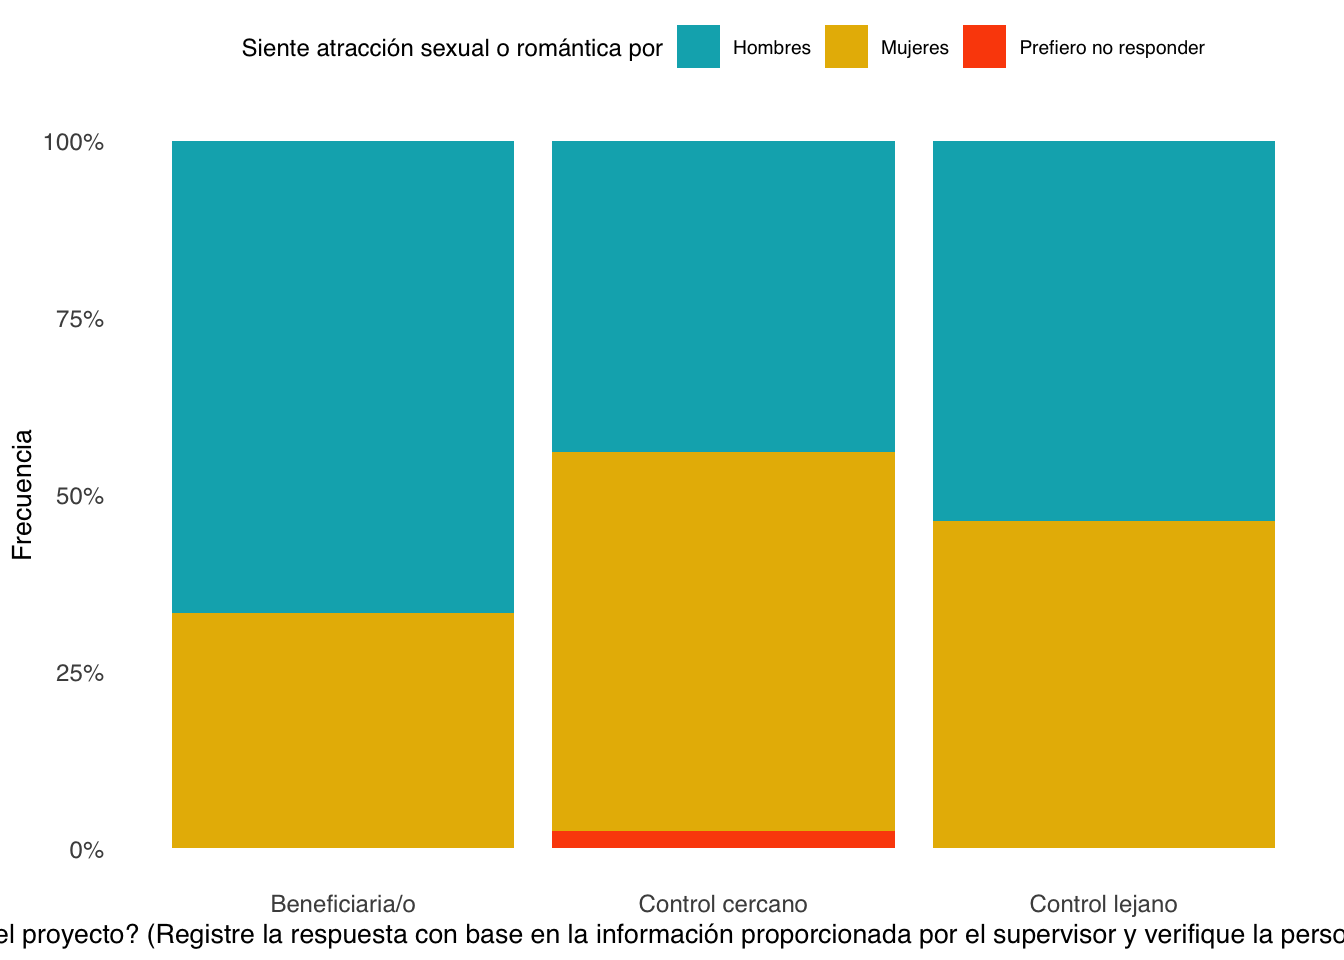 Siente atracción sexual o romántica por Hombres Mujeres Prefiero no responder
100%
75%
50%
25%
0%
Frecuencia
Beneficiaria/o Control cercano Control lejano
el proyecto? (Registre la respuesta con base en la información proporcionada por el supervisor y verifique la perso